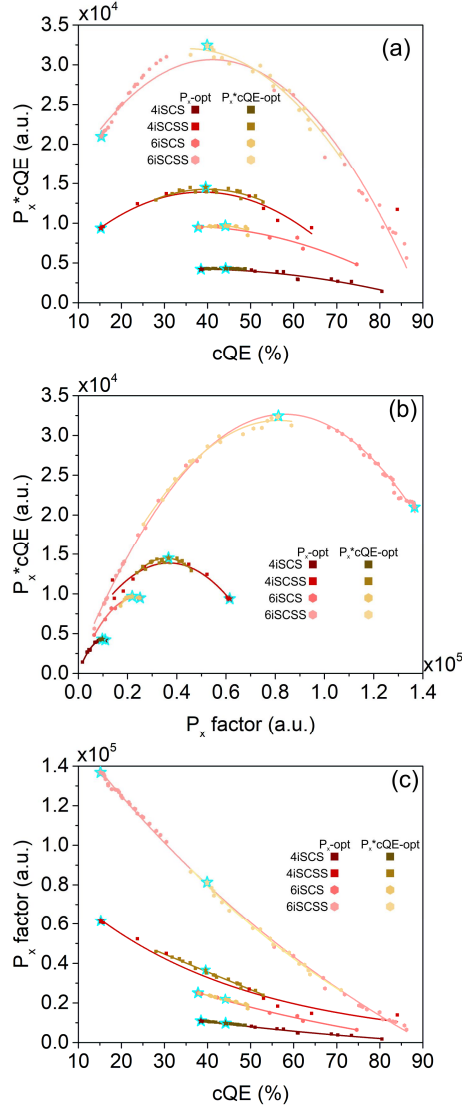 x10⁴
(a)
3.5
3.0
2.5
2.0
1.5
1.0
0.5
0.0
Pₓ*cQE (a.u.)
Pₓ-opt Pₓ*cQE-opt
4iSCS
4iSCSS
6iSCS
6iSCSS
10 20 30 40 50 60 70 80 90
cQE (%)
x10⁴
(b)
3.5
3.0
2.5
2.0
1.5
1.0
0.5
0.0
Pₓ*cQE (a.u.)
Pₓ-opt Pₓ*cQE-opt
4iSCS
4iSCSS
6iSCS
6iSCSS
x10⁵
0.0 0.2 0.4 0.6 0.8 1.0 1.2 1.4
Pₓ factor (a.u.)
x10⁵
(c)
1.4
1.2
1.0
0.8
0.6
0.4
0.2
0.0
Pₓ factor (a.u.)
Pₓ-opt Pₓ*cQE-opt
4iSCS
4iSCSS
6iSCS
6iSCSS
10 20 30 40 50 60 70 80 90
cQE (%)